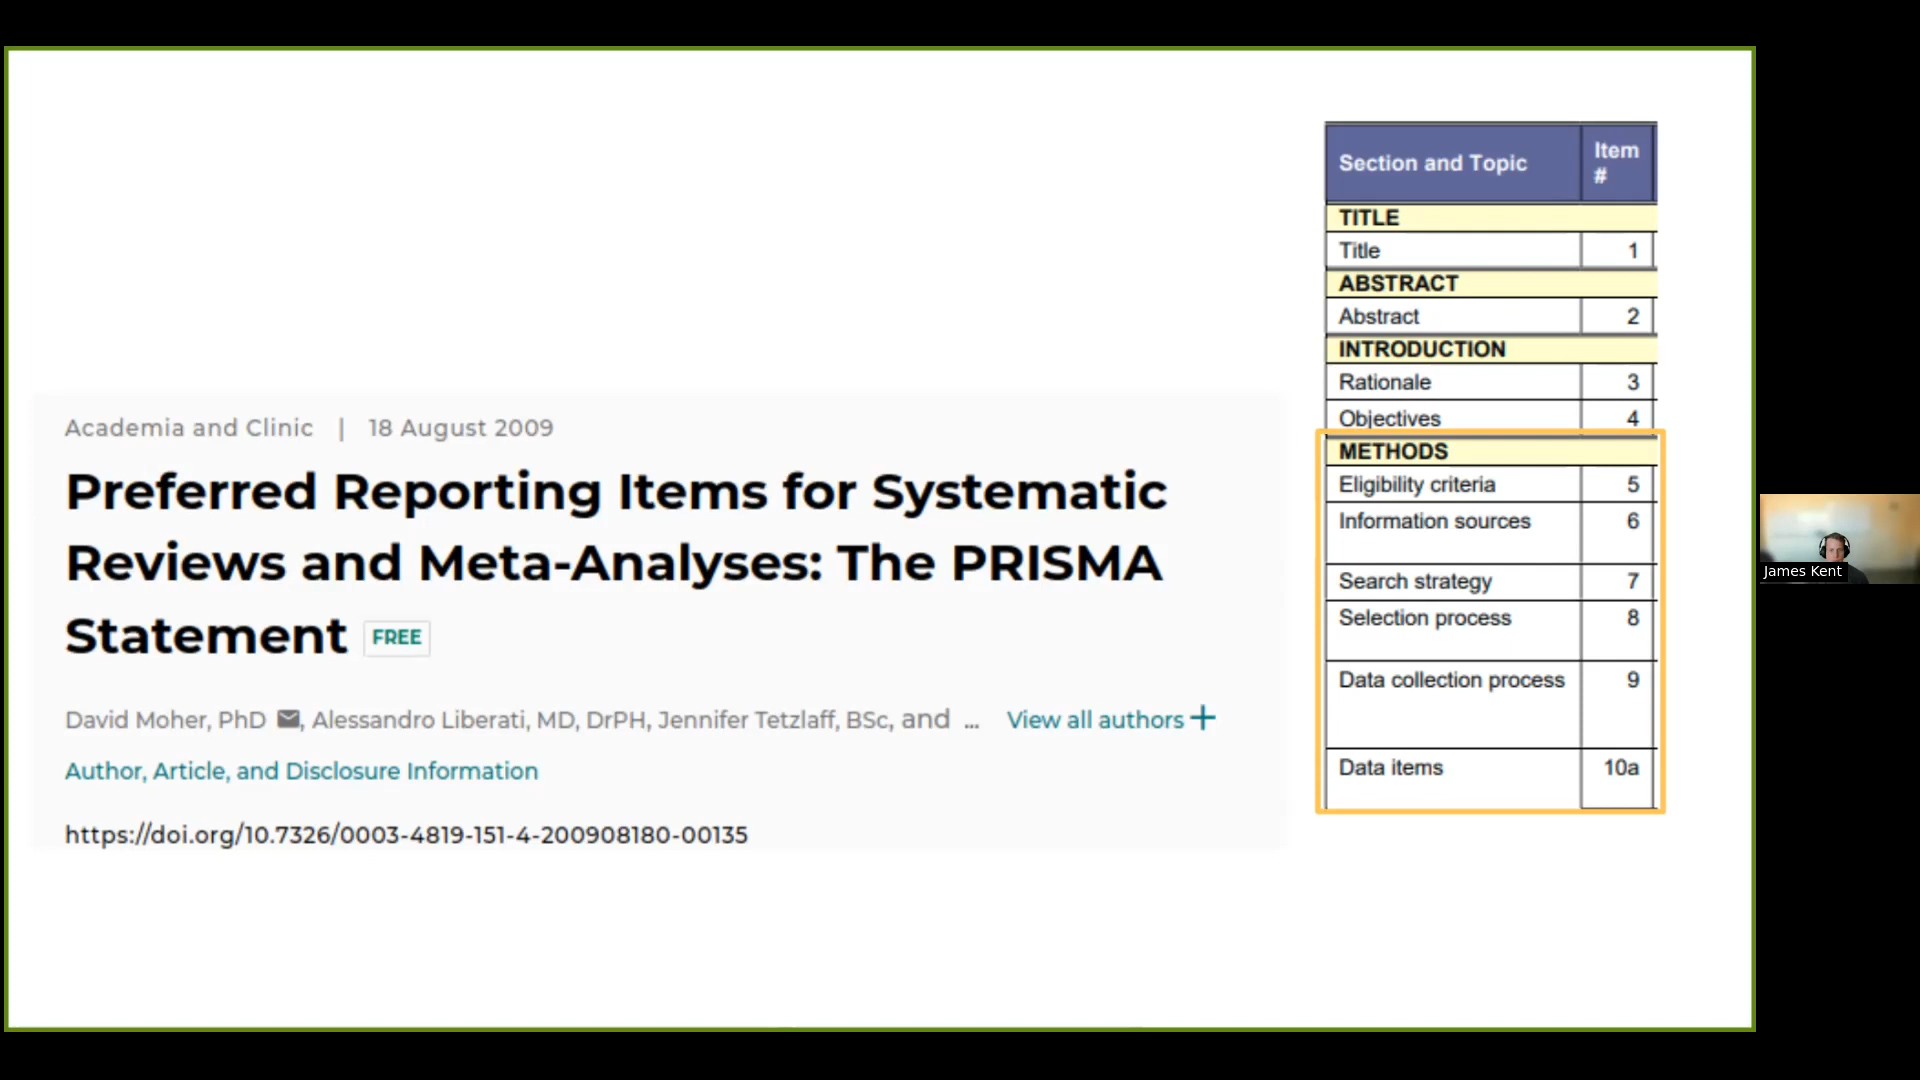 Academia and Clinic | 18 August 2009
Preferred Reporting Items for Systematic
Reviews and Meta-Analyses: The PRISMA
Statement FREE
David Moher, PhD, Alessandro Liberati, MD, DrPH, Jennifer Tetzlaff, BSc, and ... View all authors +
Author, Article, and Disclosure Information
https://doi.org/10.7326/0003-4819-151-4-200908180-00135
Section and Topic Item #
TITLE
Title 1
ABSTRACT
Abstract 2
INTRODUCTION
Rationale 3
Objectives 4
METHODS
Eligibility criteria 5
Information sources 6
Search strategy 7
Selection process 8
Data collection process 9
Data items 10a
James Kent